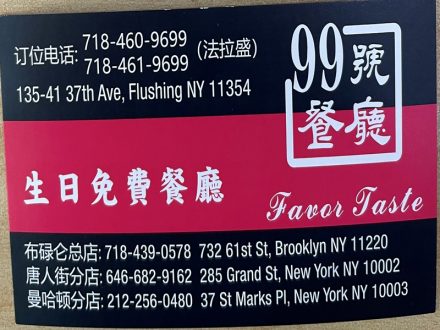 订位电话: 718-460-9699
718-461-9699 (法拉盛)
135-41 37th Ave, Flushing NY 11354
99號
餐廳
生日免費餐廳
Favor Taste
布碌仑总店: 718-439-0578 732 61st St, Brooklyn NY 11220
唐人街分店: 646-682-9162 285 Grand St, New York NY 10002
曼哈顿分店: 212-256-0480 37 St Marks Pl, New York NY 10003